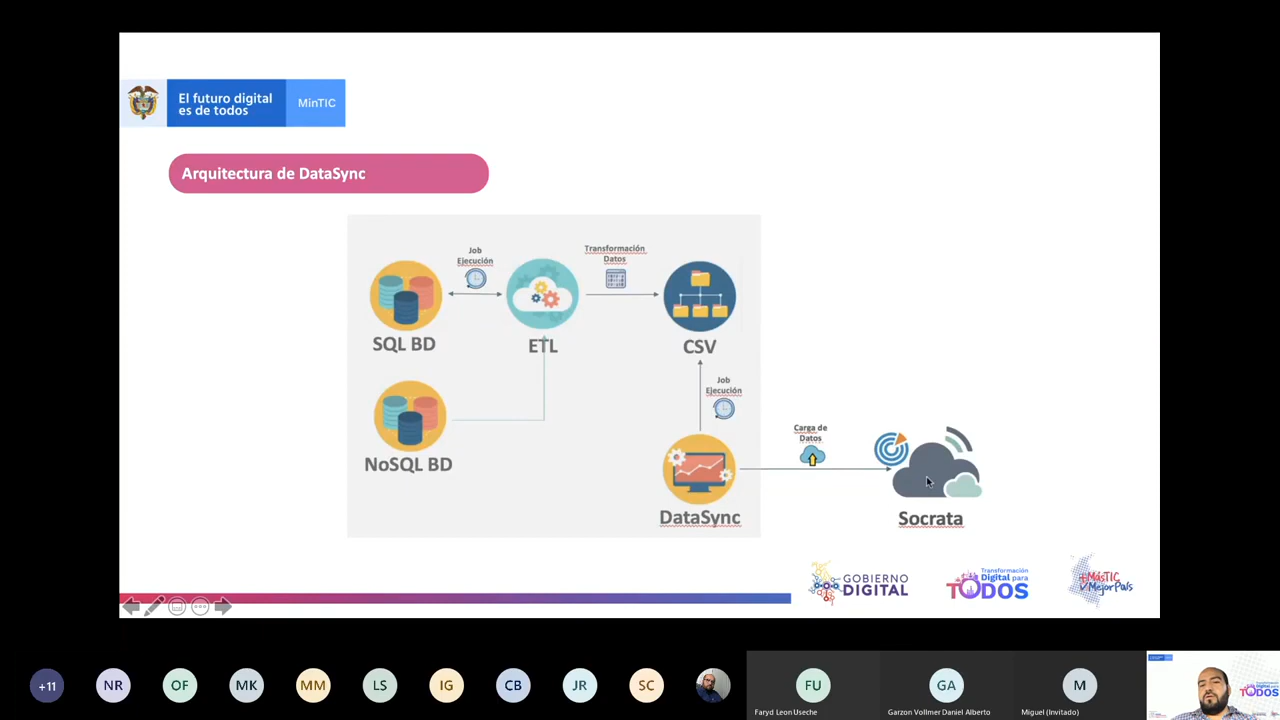 El futuro digital
es de todos
MinTIC
Arquitectura de DataSync
Job
Ejecución
Transformación
Datos
SQL BD
ETL
CSV
Job
Ejecución
NoSQL BD
Carga de
Datos
DataSync
Socrata
GOBIERNO
DIGITAL
Transformación
Digital para
TODOS
+MásTIC
MejorPaís
+11
NR
OF
MK
MM
LS
IG
CB
JR
SC
FU
GA
M
Faryd Leon Useche
Garzon Vollmer Daniel Alberto
Miguel (Invitado)